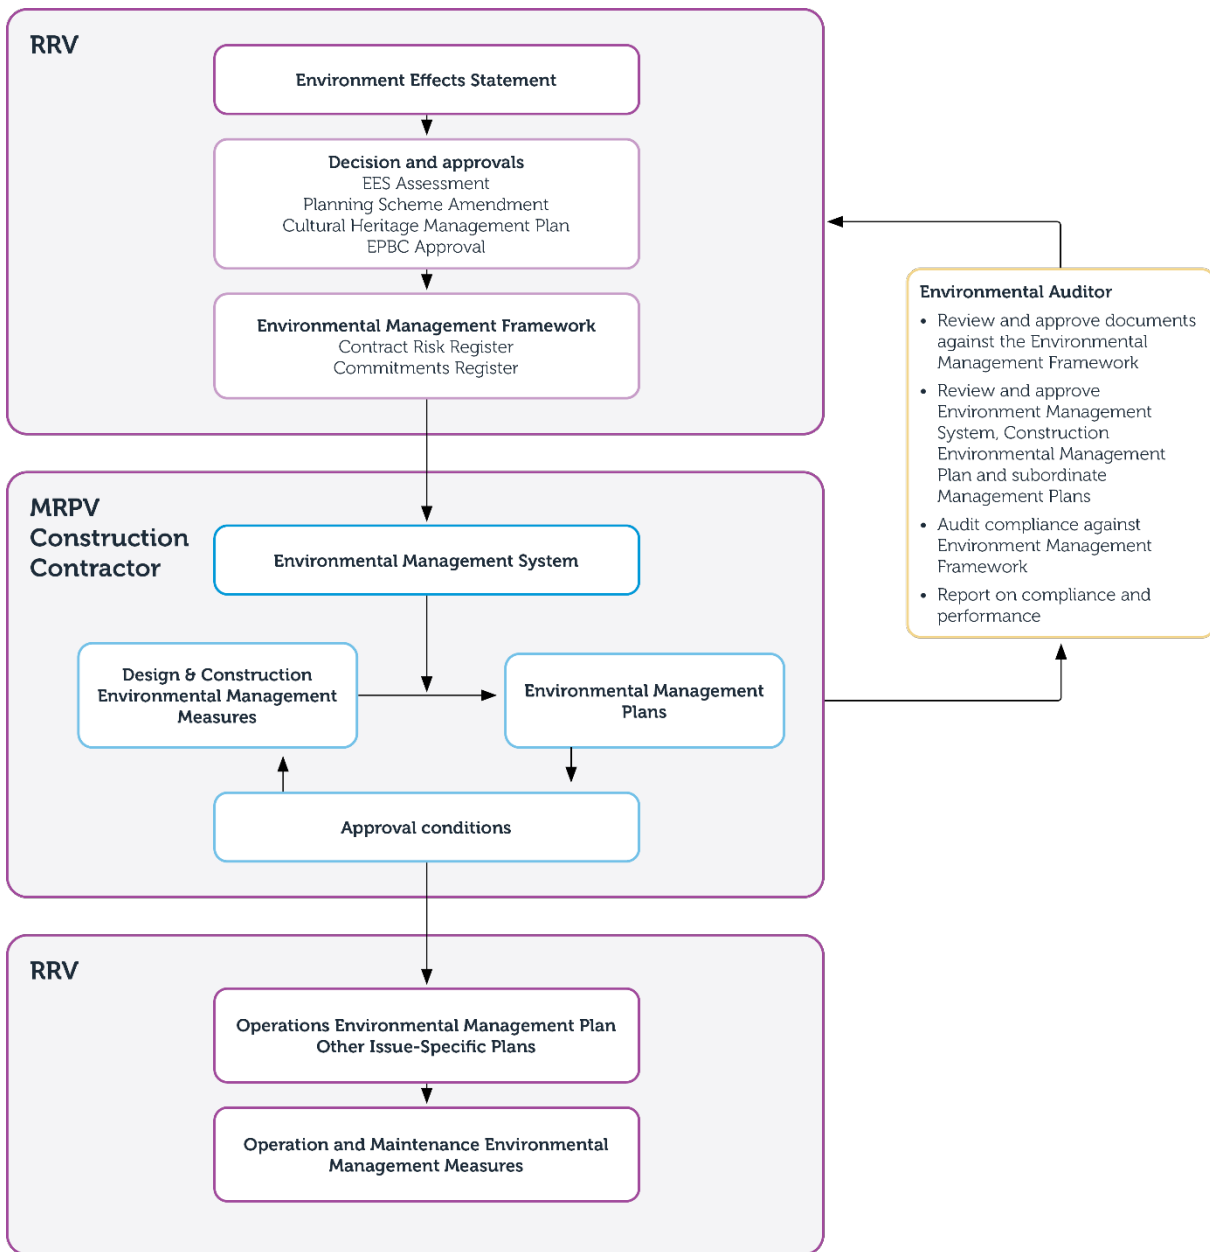 RRV
Environment Effects Statement
Decision and approvals
EES Assessment
Planning Scheme Amendment
Cultural Heritage Management Plan
EPBC Approval
Environmental Management Framework
Contract Risk Register
Commitments Register
Environmental Auditor
• Review and approve documents
against the Environmental
Management Framework
• Review and approve
Environment Management
System, Construction
Environmental Management
Plan and subordinate
Management Plans
• Audit compliance against
Environment Management
Framework
• Report on compliance and
performance
MRPV
Construction
Contractor
Environmental Management System
Design & Construction
Environmental Management
Measures
Environmental Management
Plans
Approval conditions
RRV
Operations Environmental Management Plan
Other Issue-Specific Plans
Operation and Maintenance Environmental
Management Measures